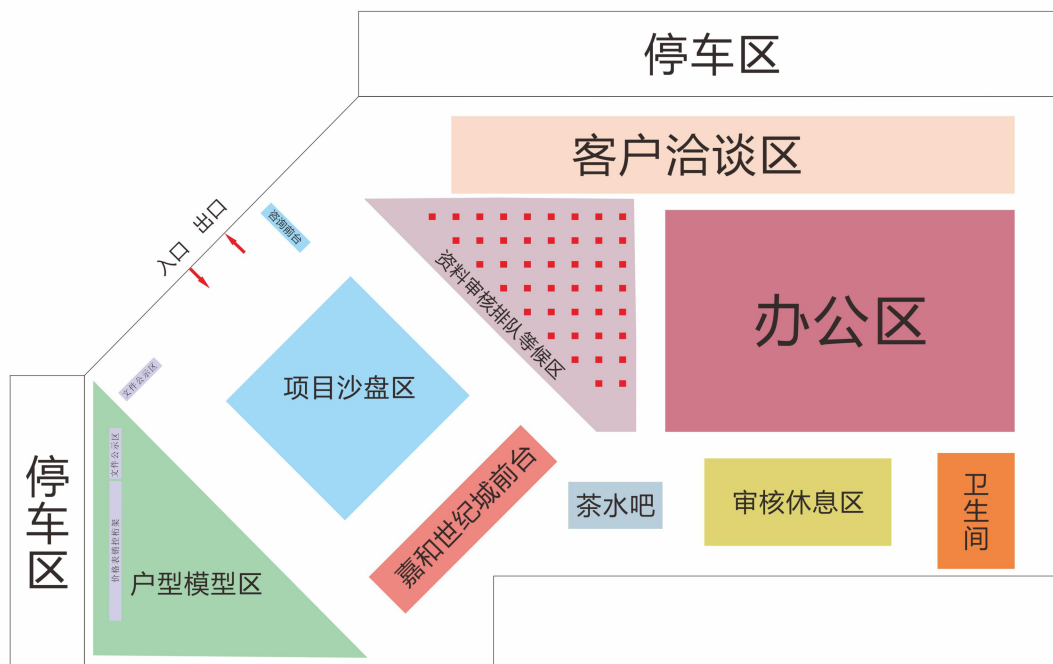 停车区
客户洽谈区
出口
入口
咨询前台
资料审核排队等候区
办公区
项目沙盘区
文件公示区
文件公示区
价格表销控桁架
户型模型区
停车区
嘉和世纪城前台
茶水吧
审核休息区
卫生间